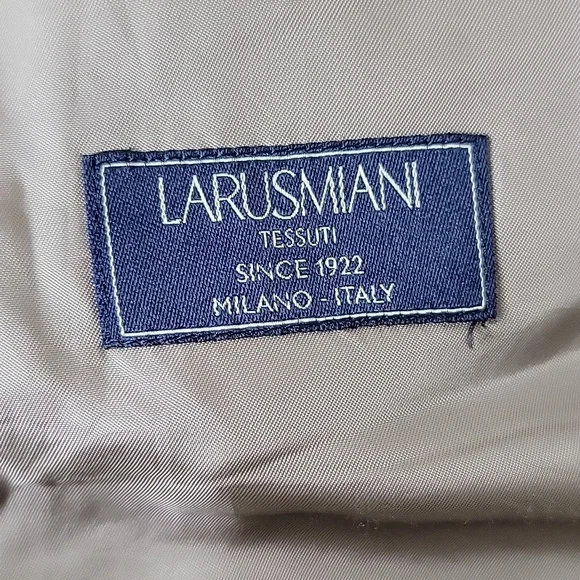 LARUSMIANI
TESSUTI
SINCE 1922
MILANO - ITALY